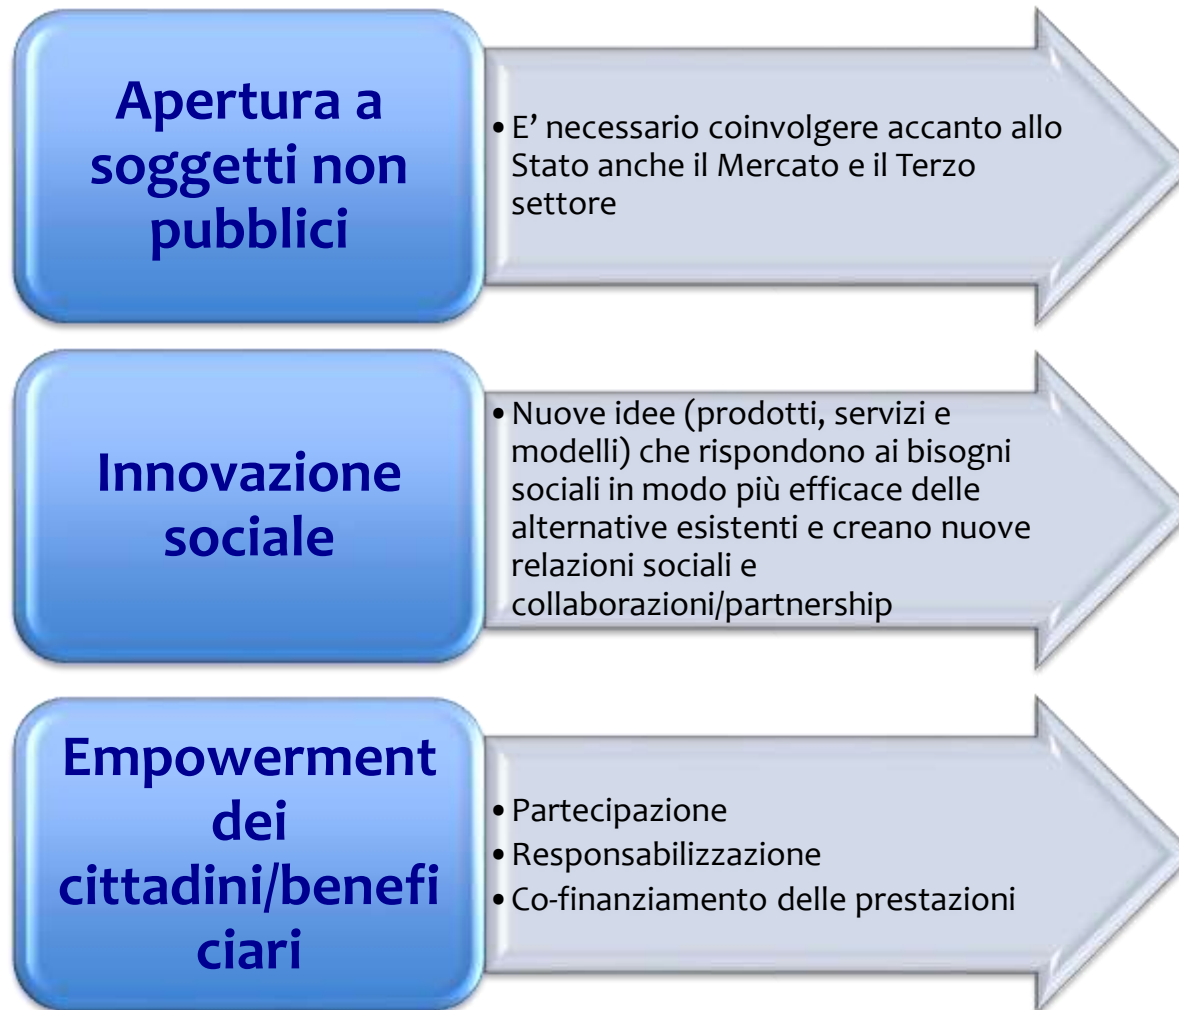 Apertura a
soggetti non
pubblici
• E’ necessario coinvolgere accanto allo
Stato anche il Mercato e il Terzo
settore
Innovazione
sociale
• Nuove idee (prodotti, servizi e
modelli) che rispondono ai bisogni
sociali in modo più efficace delle
alternative esistenti e creano nuove
relazioni sociali e
collaborazioni/partnership
Empowerment
dei
cittadini/benefi
ciari
• Partecipazione
• Responsabilizzazione
• Co-finanziamento delle prestazioni